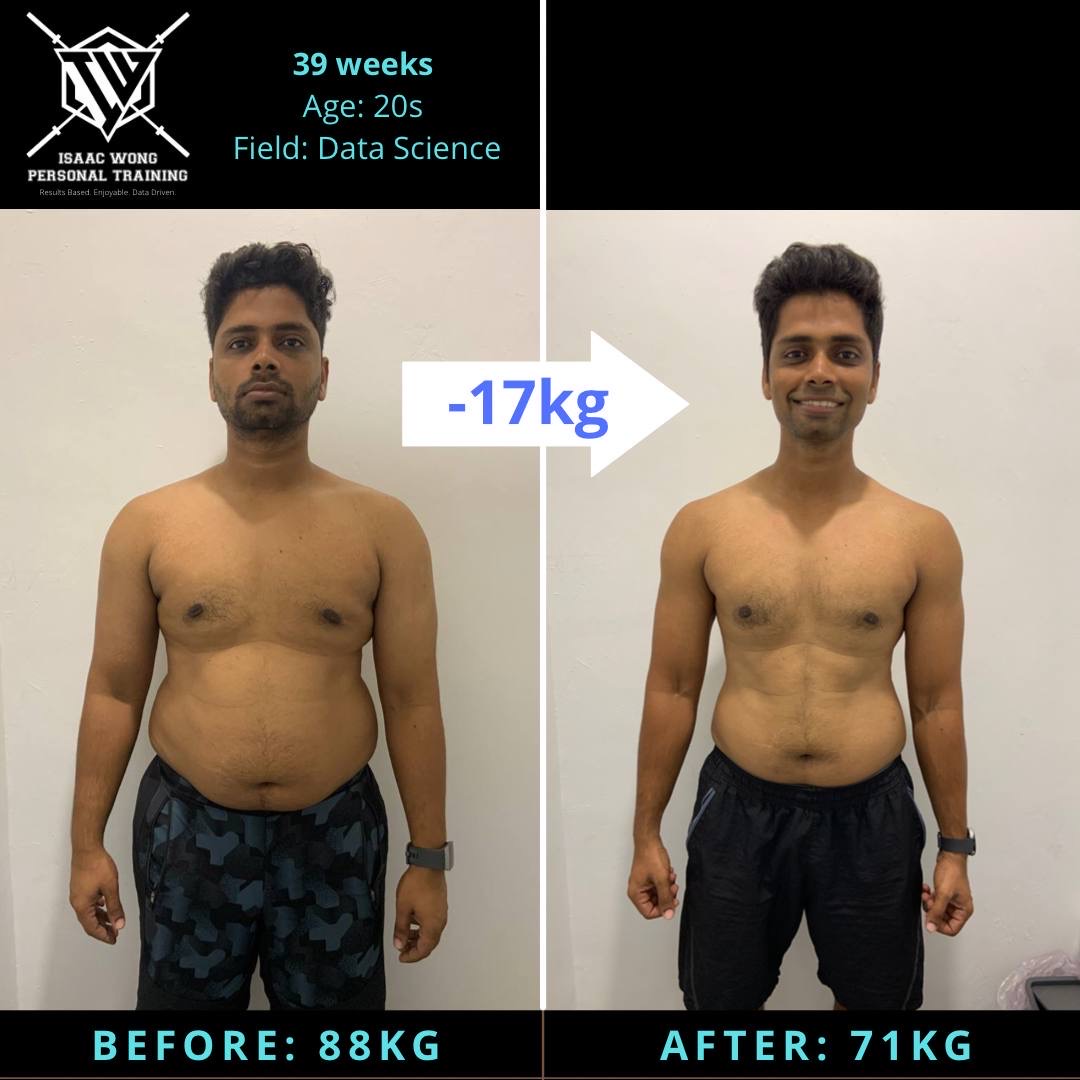 39 weeks
Age: 20s
Field: Data Science
ISAAC WONG
PERSONAL TRAINING
Results Based. Enjoyable. Data Driven.
-17kg
BEFORE: 88KG
AFTER: 71KG